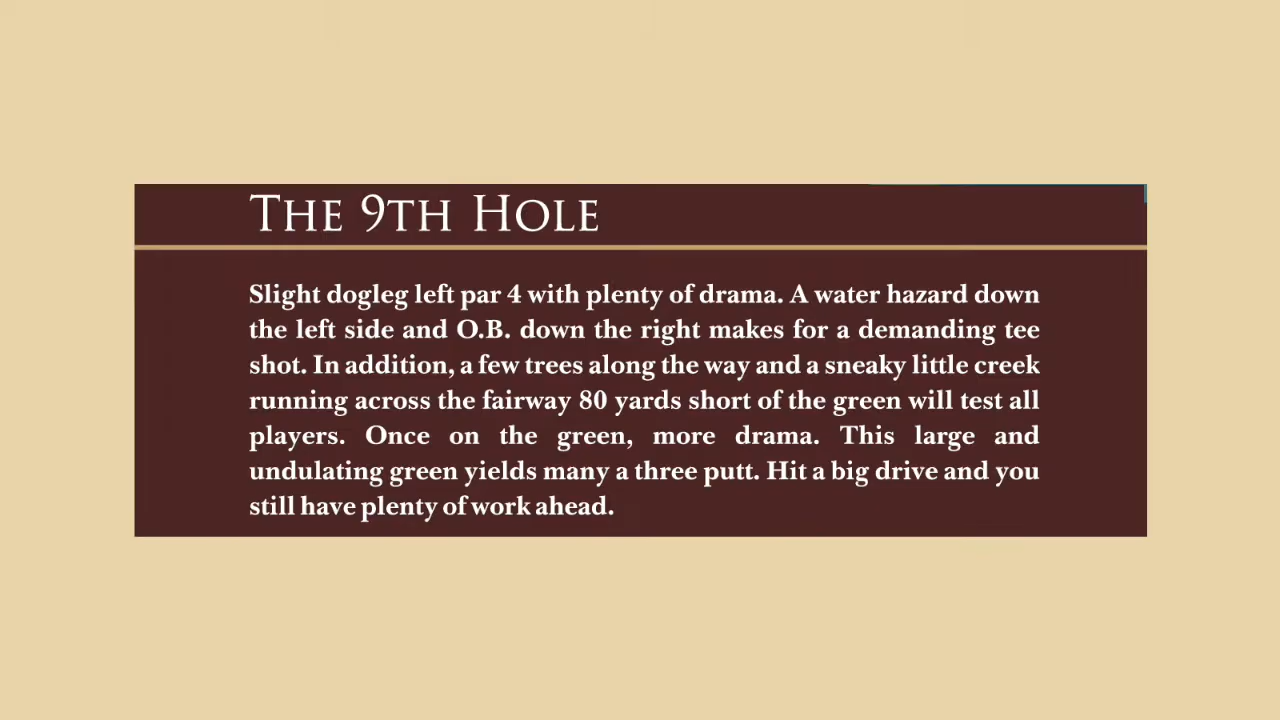 The 9th Hole
Slight dogleg left par 4 with plenty of drama. A water hazard down
the left side and O.B. down the right makes for a demanding tee
shot. In addition, a few trees along the way and a sneaky little creek
running across the fairway 80 yards short of the green will test all
players. Once on the green, more drama. This large and
undulating green yields many a three putt. Hit a big drive and you
still have plenty of work ahead.